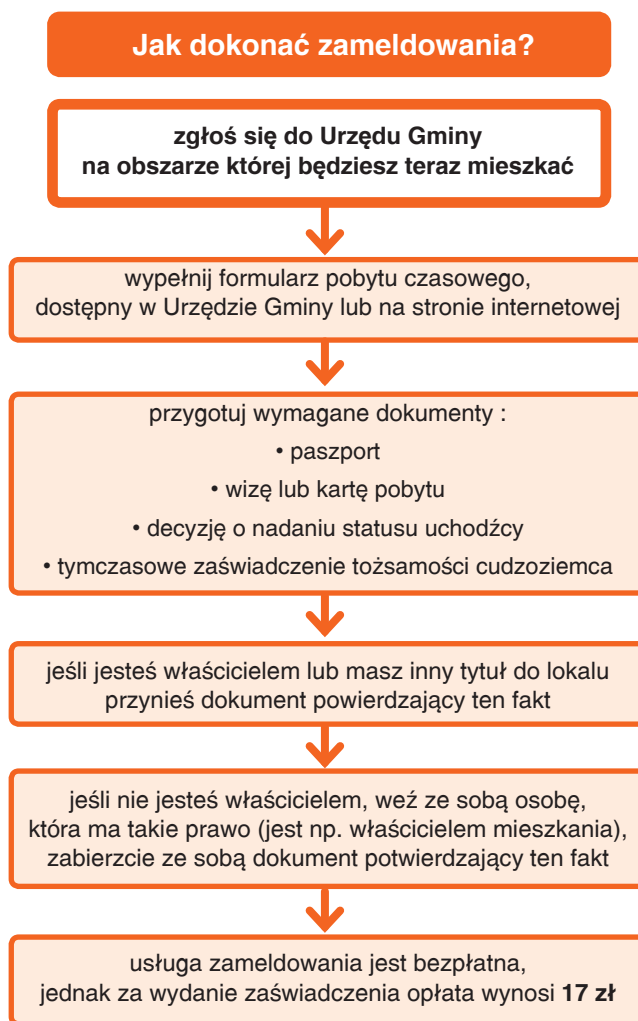 Jak dokonać zameldowania?
zgłoś się do Urzędu Gminy
na obszarze której będziesz teraz mieszkać
wypełnij formularz pobytu czasowego,
dostępny w Urzędzie Gminy lub na stronie internetowej
przygotuj wymagane dokumenty :
• paszport
• wizę lub kartę pobytu
• decyzję o nadaniu statusu uchodźcy
• tymczasowe zaświadczenie tożsamości cudzoziemca
jeśli jesteś właścicielem lub masz inny tytuł do lokalu
przynieś dokument powierdzający ten fakt
jeśli nie jesteś właścicielem, weź ze sobą osobę,
która ma takie prawo (jest np. właścicielem mieszkania),
zabierzcie ze sobą dokument potwierdzający ten fakt
usługa zameldowania jest bezpłatna,
jednak za wydanie zaświadczenia opłata wynosi 17 zł